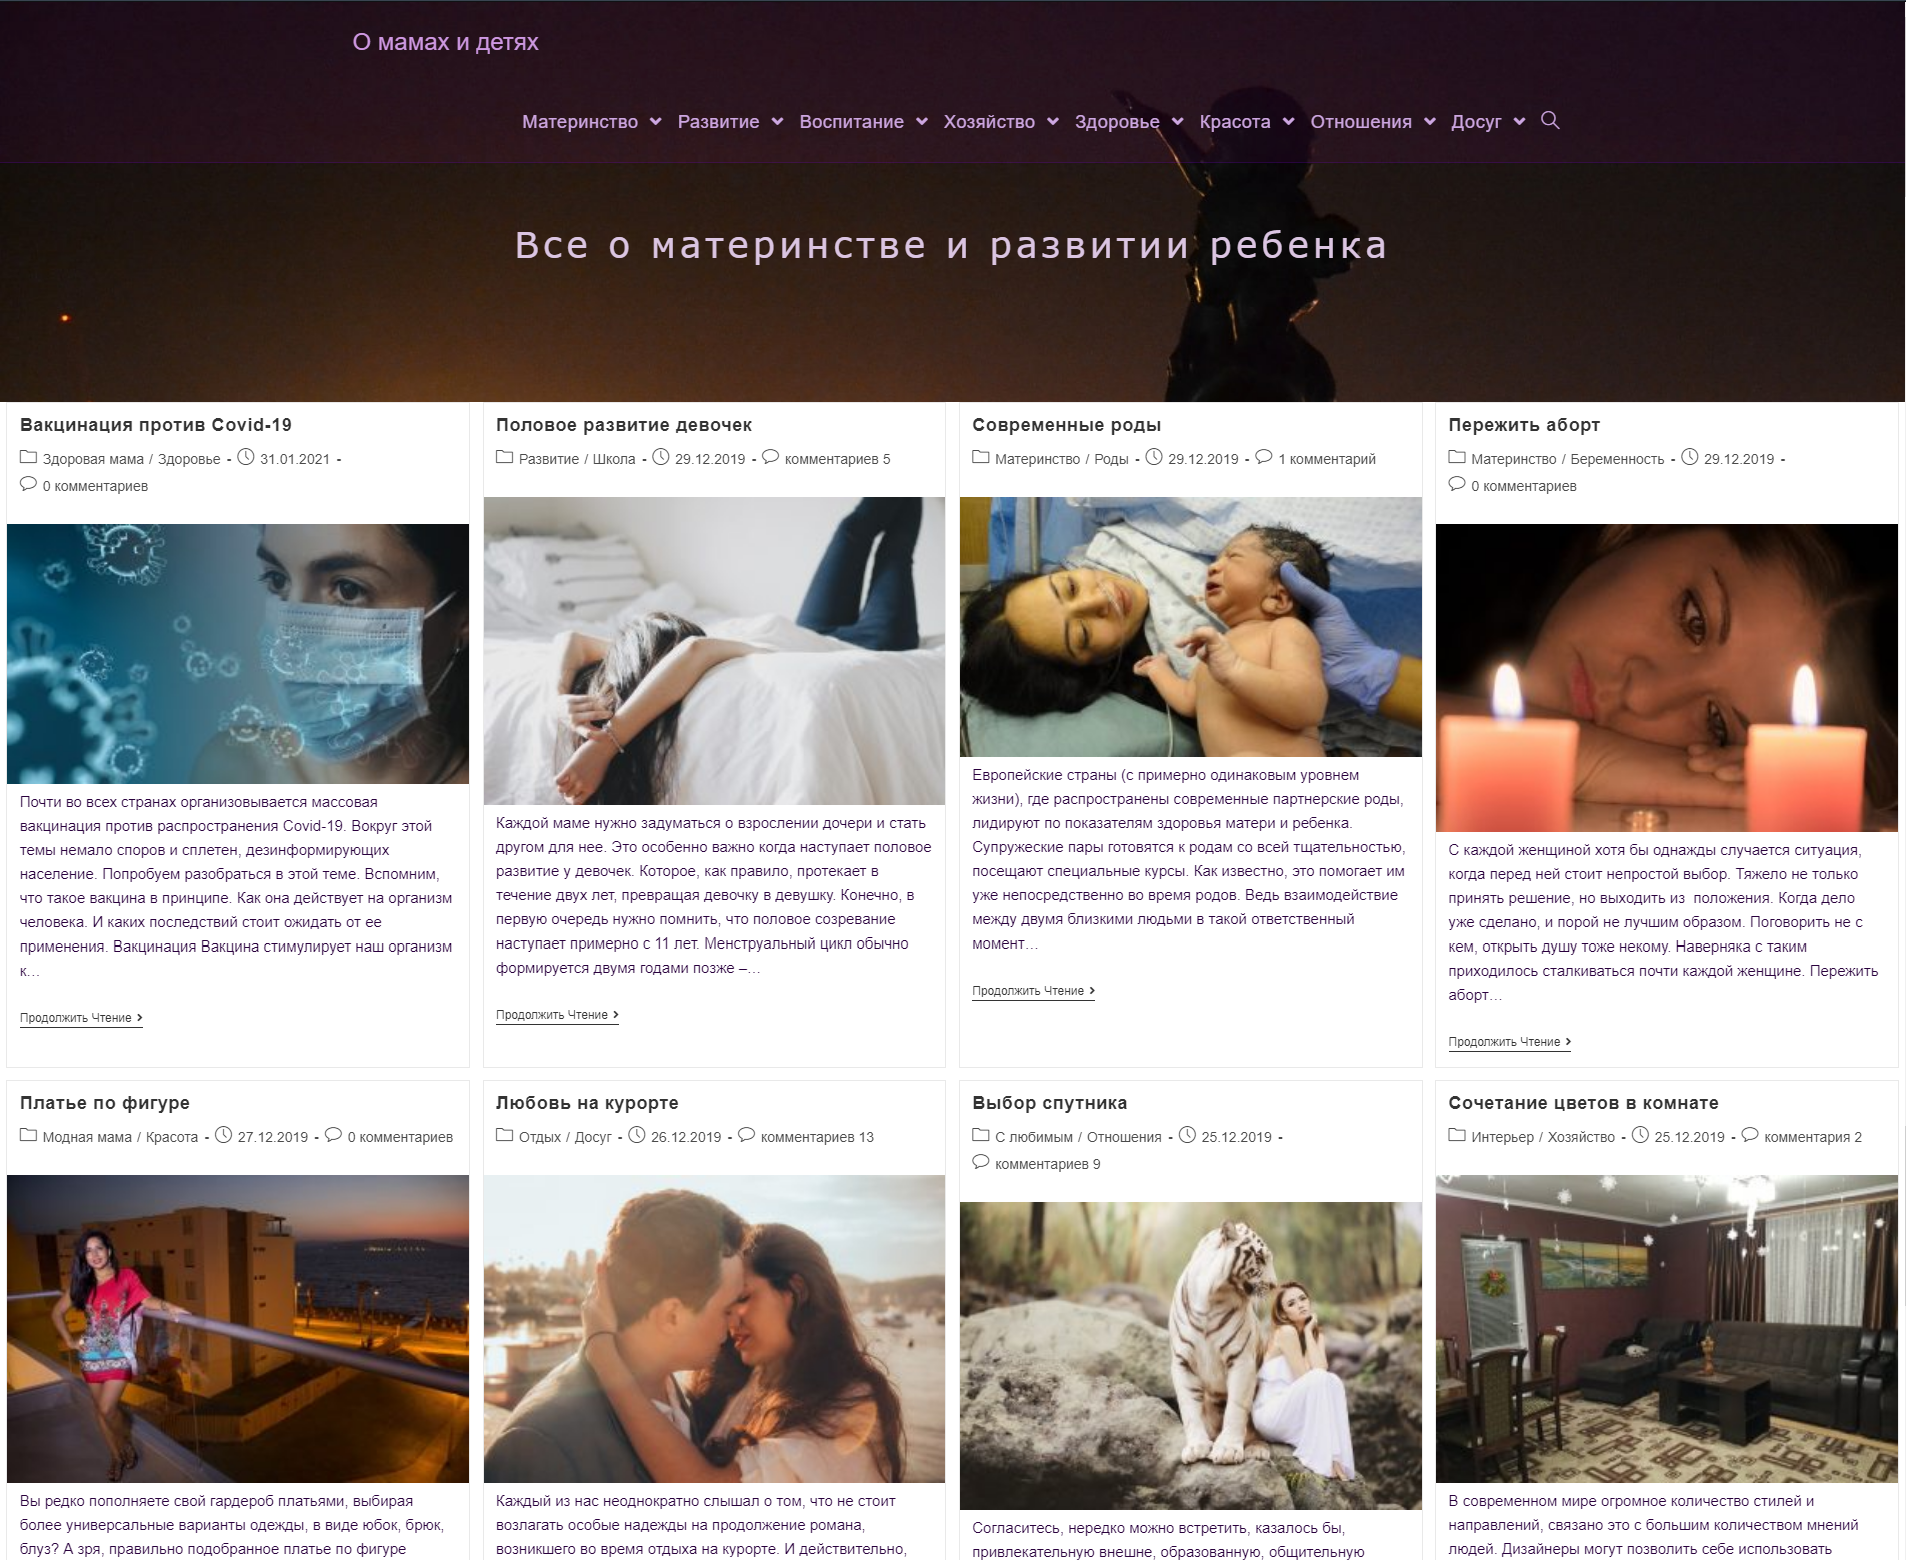 О мамах и детях
Материнство Развитие Воспитание Хозяйство Здоровье Красота Отношения Досуг
Все о материнстве и развитии ребенка
Вакцинация против Covid-19
Здоровая мама / Здоровье - 31.01.2021 -
0 комментариев
Почти во всех странах организовывается массовая
вакцинация против распространения Covid-19. Вокруг этой
темы немало споров и сплетен, дезинформирующих
население. Попробуем разобраться в этой теме. Вспомним,
что такое вакцина в принципе. Как она действует на организм
человека. И каких последствий стоит ожидать от ее
применения. Вакцинация Вакцина стимулирует наш организм
к…
Продолжить Чтение
Половое развитие девочек
Развитие / Школа - 29.12.2019 - комментариев 5
Каждой маме нужно задуматься о взрослении дочери и стать
другом для нее. Это особенно важно когда наступает половое
развитие у девочек. Которое, как правило, протекает в
течение двух лет, превращая девочку в девушку. Конечно, в
первую очередь нужно помнить, что половое созревание
наступает примерно с 11 лет. Менструальный цикл обычно
формируется двумя годами позже –…
Продолжить Чтение
Современные роды
Материнство / Роды - 29.12.2019 - 1 комментарий
Европейские страны (с примерно одинаковым уровнем
жизни), где распространены современные партнерские роды,
лидируют по показателям здоровья матери и ребенка.
Супружеские пары готовятся к родам со всей тщательностью,
посещают специальные курсы. Как известно, это помогает им
уже непосредственно во время родов. Ведь взаимодействие
между двумя близкими людьми в такой ответственный
момент…
Продолжить Чтение
Пережить аборт
Материнство / Беременность - 29.12.2019 -
0 комментариев
С каждой женщиной хотя бы однажды случается ситуация,
когда перед ней стоит непростой выбор. Тяжело не только
принять решение, но выходить из положения. Когда дело
уже сделано, и порой не лучшим образом. Поговорить не с
кем, открыть душу тоже некому. Наверняка с таким
приходилось сталкиваться почти каждой женщине. Пережить
аборт…
Продолжить Чтение
Платье по фигуре
Модная мама / Красота - 27.12.2019 - 0 комментариев
Вы редко пополняете свой гардероб платьями, выбирая
более универсальные варианты одежды, в виде юбок, брюк,
блуз? А зря, правильно подобранное платье по фигуре
Любовь на курорте
Отдых / Досуг - 26.12.2019 - комментариев 13
Каждый из нас неоднократно слышал о том, что не стоит
возлагать особые надежды на продолжение романа,
возникшего во время отдыха на курорте. И действительно,
Выбор спутника
С любимым / Отношения - 25.12.2019 -
комментариев 9
Согласитесь, нередко можно встретить, казалось бы,
привлекательную внешне, образованную, общительную
Сочетание цветов в комнате
Интерьер / Хозяйство - 25.12.2019 - комментария 2
В современном мире огромное количество стилей и
направлений, связано это с большим количеством мнений
людей. Дизайнеры могут позволить себе использовать